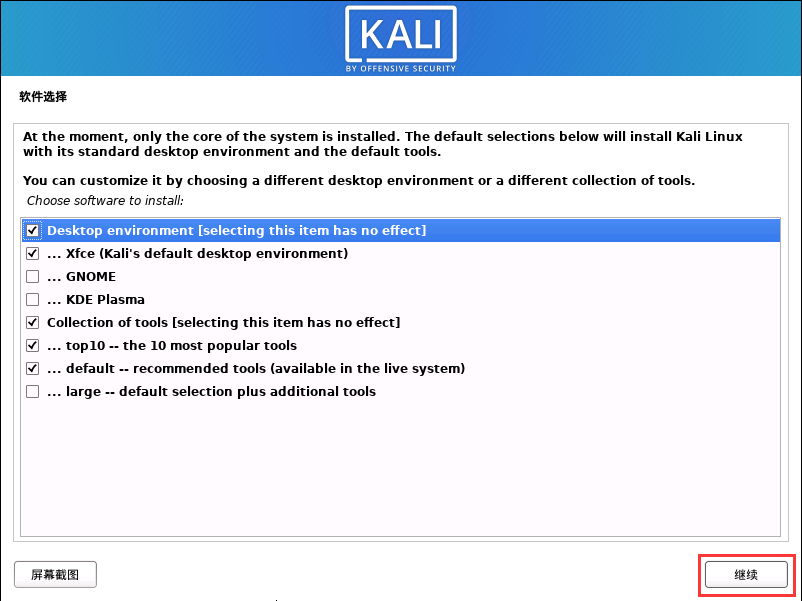 KALI
BY OFFENSIVE SECURITY
软件选择
At the moment, only the core of the system is installed. The default selections below will install Kali Linux
with its standard desktop environment and the default tools.
You can customize it by choosing a different desktop environment or a different collection of tools.
Choose software to install:
Desktop environment [selecting this item has no effect]
... Xfce (Kali's default desktop environment)
... GNOME
... KDE Plasma
Collection of tools [selecting this item has no effect]
... top10 -- the 10 most popular tools
... default -- recommended tools (available in the live system)
... large -- default selection plus additional tools
屏幕截图
继续